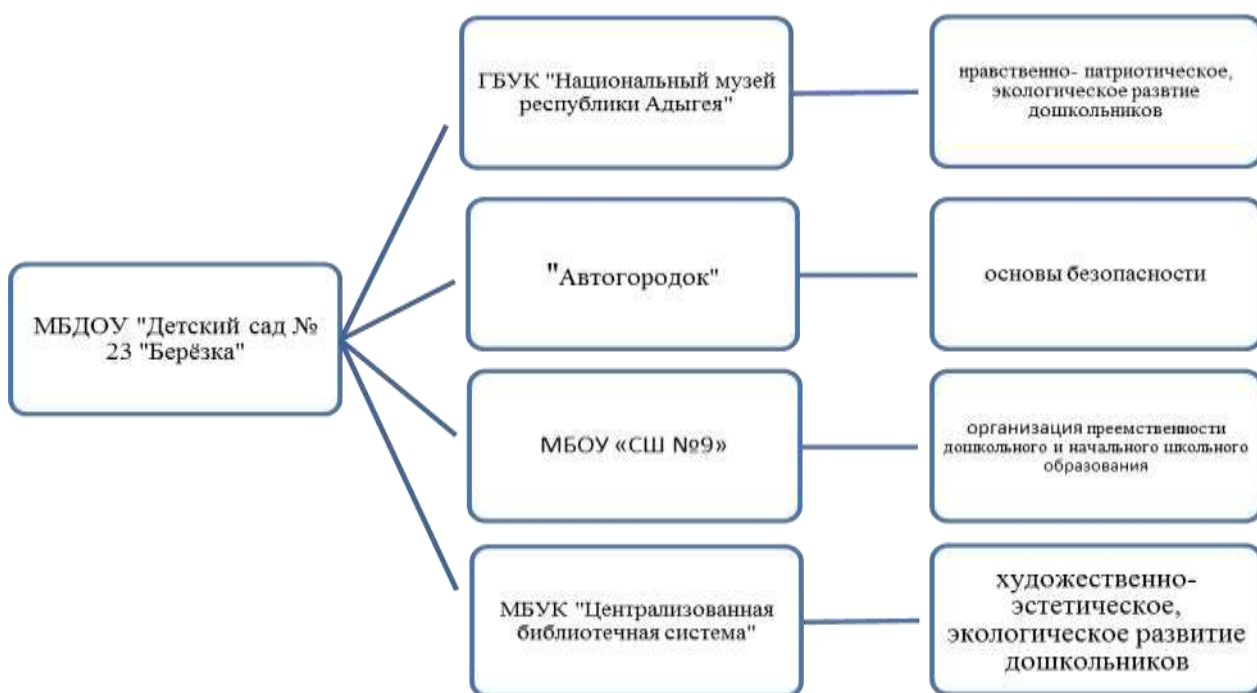 ГБУК "Национальный музей
республики Адыгея"
нравственно- патриотическое,
экологическое развтие
дошкольников
"Автогородок"
основы безопасности
МБДОУ "Детский сад №
23 "Берёзка"
МБОУ «СШ №9»
организация преемственности
дошкольного и начального школьного
образования
МБУК "Централизованная
библиотечная система"
художественно-
эстетическое,
экологическое развитие
дошкольников